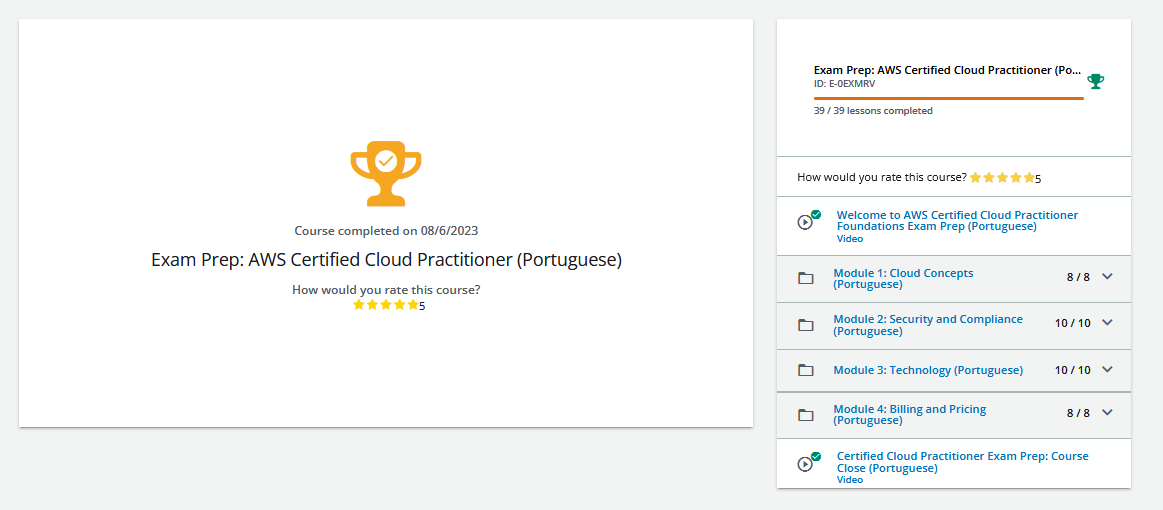 Course completed on 08/6/2023
Exam Prep: AWS Certified Cloud Practitioner (Portuguese)
How would you rate this course?
5
Exam Prep: AWS Certified Cloud Practitioner (Po...
ID: E-0EXMRV
39 / 39 lessons completed
How would you rate this course? 5
Welcome to AWS Certified Cloud Practitioner
Foundations Exam Prep (Portuguese)
Video
Module 1: Cloud Concepts
(Portuguese)
8 / 8
Module 2: Security and Compliance
(Portuguese)
10 / 10
Module 3: Technology (Portuguese)
10 / 10
Module 4: Billing and Pricing
(Portuguese)
8 / 8
Certified Cloud Practitioner Exam Prep: Course
Close (Portuguese)
Video